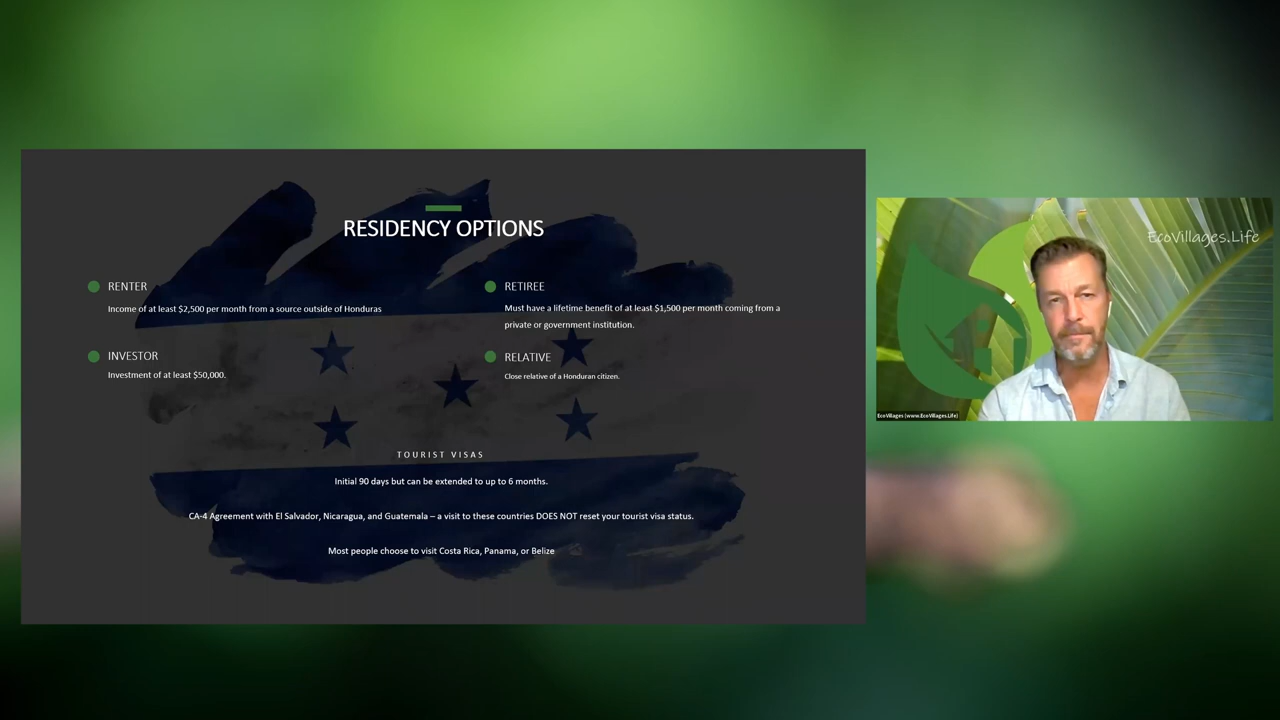 RESIDENCY OPTIONS
RENTER
Income of at least $2,500 per month from a source outside of Honduras
INVESTOR
Investment of at least $50,000.
RETIREE
Must have a lifetime benefit of at least $1,500 per month coming from a
private or government institution.
RELATIVE
Close relative of a Honduran citizen.
TOURIST VISAS
Initial 90 days but can be extended to up to 6 months.
CA-4 Agreement with El Salvador, Nicaragua, and Guatemala – a visit to these countries DOES NOT reset your tourist visa status.
Most people choose to visit Costa Rica, Panama, or Belize
EcoVillages.Life
EcoVillages (www.EcoVillages.Life)